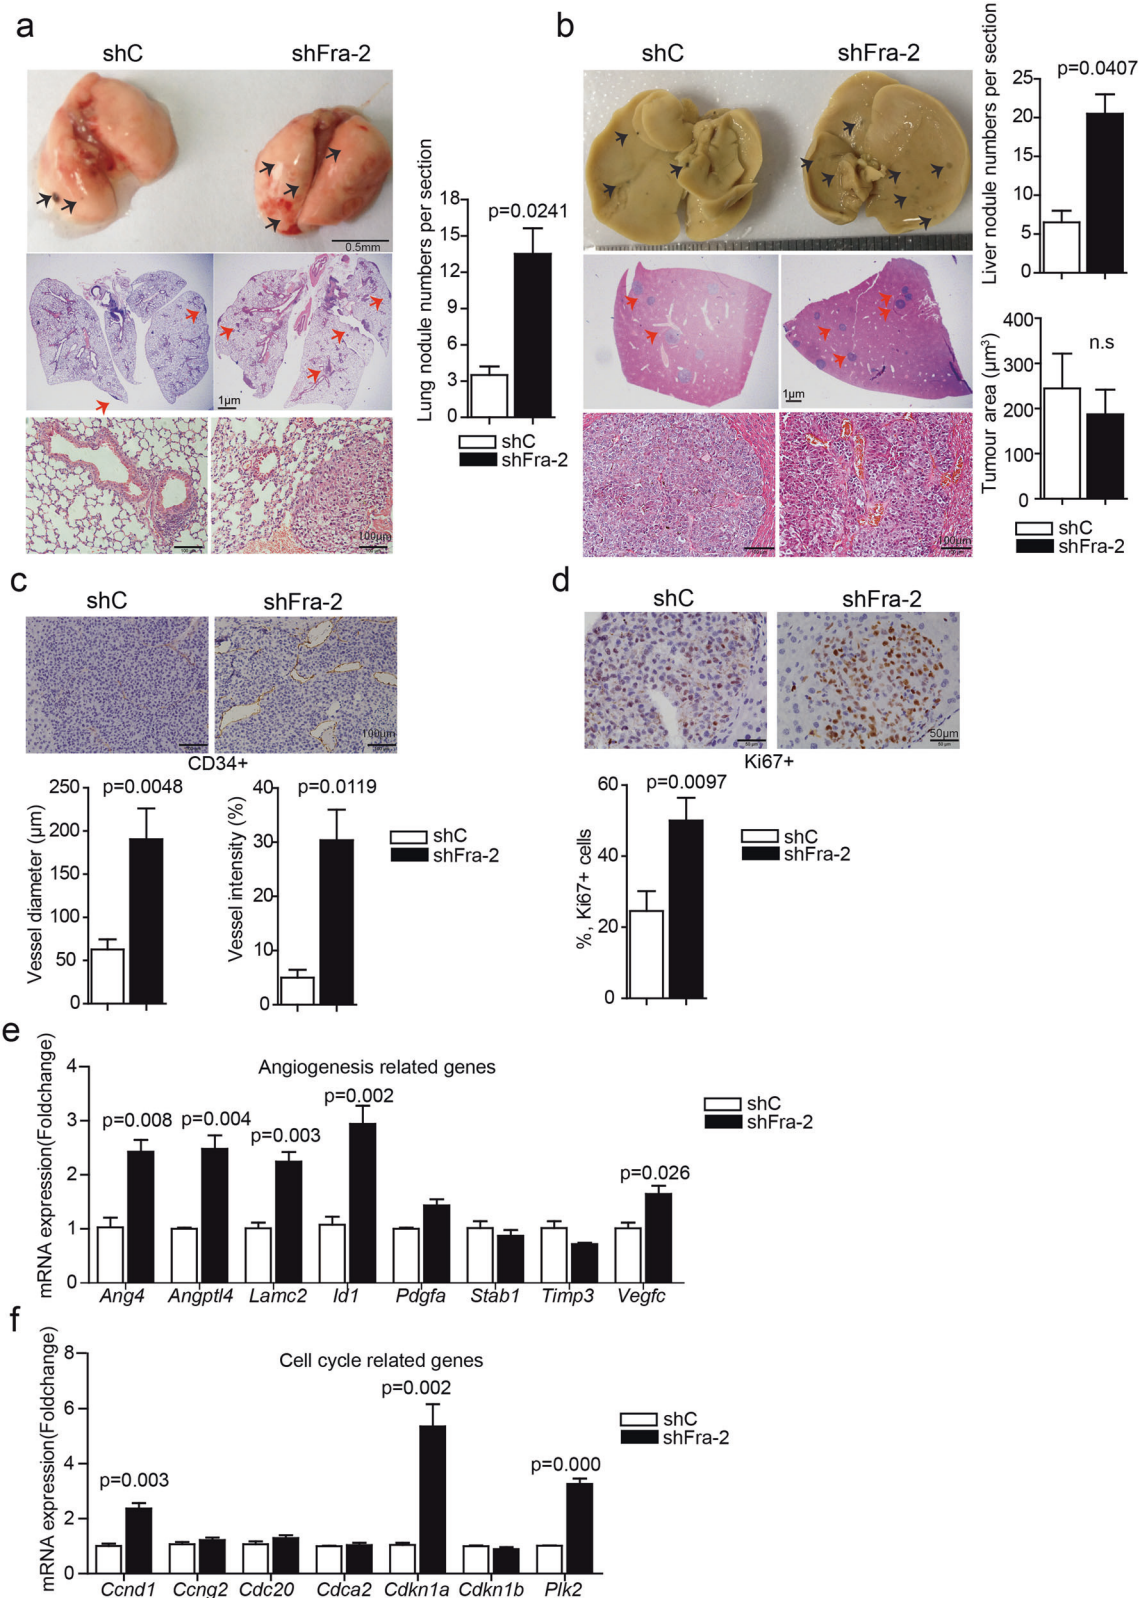 a
shC
shFra-2
0.5mm
1µm
100µm
Lung nodule numbers per section
18
15
12
9
6
3
0
p=0.0241
shC
shFra-2
b
shC
shFra-2
1µm
100µm
Liver nodule numbers per section
25
20
15
10
5
0
p=0.0407
Tumour area (µm³)
400
300
200
100
0
n.s
shC
shFra-2
c
shC
shFra-2
100µm
CD34+
Vessel diameter (µm)
250
200
150
100
50
0
p=0.0048
Vessel intensity (%)
40
30
20
10
0
p=0.0119
shC
shFra-2
d
shC
shFra-2
50 µm
50µm
Ki67+
%, Ki67+ cells
60
40
20
0
p=0.0097
shC
shFra-2
e
mRNA expression(Foldchange)
Angiogenesis related genes
4
3
2
1
0
p=0.008
p=0.004
p=0.003
p=0.002
p=0.026
shC
shFra-2
Ang4 Angptl4 Lamc2 Id1 Pdgfa Stab1 Timp3 Vegfc
f
mRNA expression(Foldchange)
Cell cycle related genes
8
6
4
2
0
p=0.003
p=0.002
p=0.000
shC
shFra-2
Ccnd1 Ccng2 Cdc20 Cdca2 Cdkn1a Cdkn1b Plk2